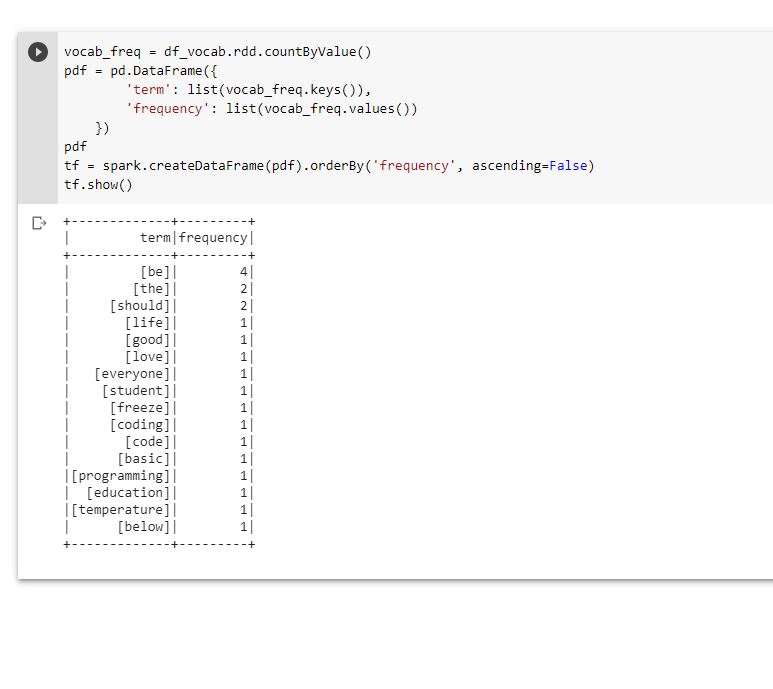 vocab_freq = df_vocab.rdd.countByValue()
pdf = pd.DataFrame({
        'term': list(vocab_freq.keys()),
        'frequency': list(vocab_freq.values())
    })
pdf
tf = spark.createDataFrame(pdf).orderBy('frequency', ascending=False)
tf.show()
+-------------+---------+
|         term|frequency|
+-------------+---------+
|         [be]|        4|
|        [the]|        2|
|     [should]|        2|
|       [life]|        1|
|       [good]|        1|
|       [love]|        1|
|   [everyone]|        1|
|    [student]|        1|
|     [freeze]|        1|
|     [coding]|        1|
|       [code]|        1|
|      [basic]|        1|
|[programming]|        1|
|  [education]|        1|
|[temperature]|        1|
|      [below]|        1|
+-------------+---------+